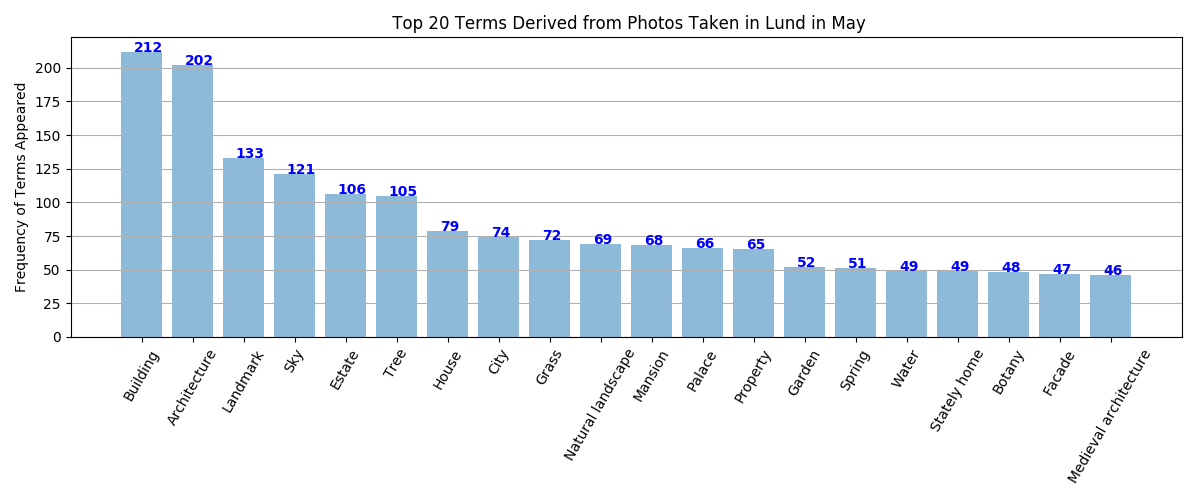 Top 20 Terms Derived from Photos Taken in Lund in May
Frequency of Terms Appeared
200
175
150
125
100
75
50
25
0
212
202
133
121
106
105
79
74
72
69
68
66
65
52
51
49
49
48
47
46
Building
Architecture
Landmark
Sky
Estate
Tree
House
City
Grass
Natural landscape
Mansion
Palace
Property
Garden
Spring
Water
Stately home
Botany
Facade
Medieval architecture